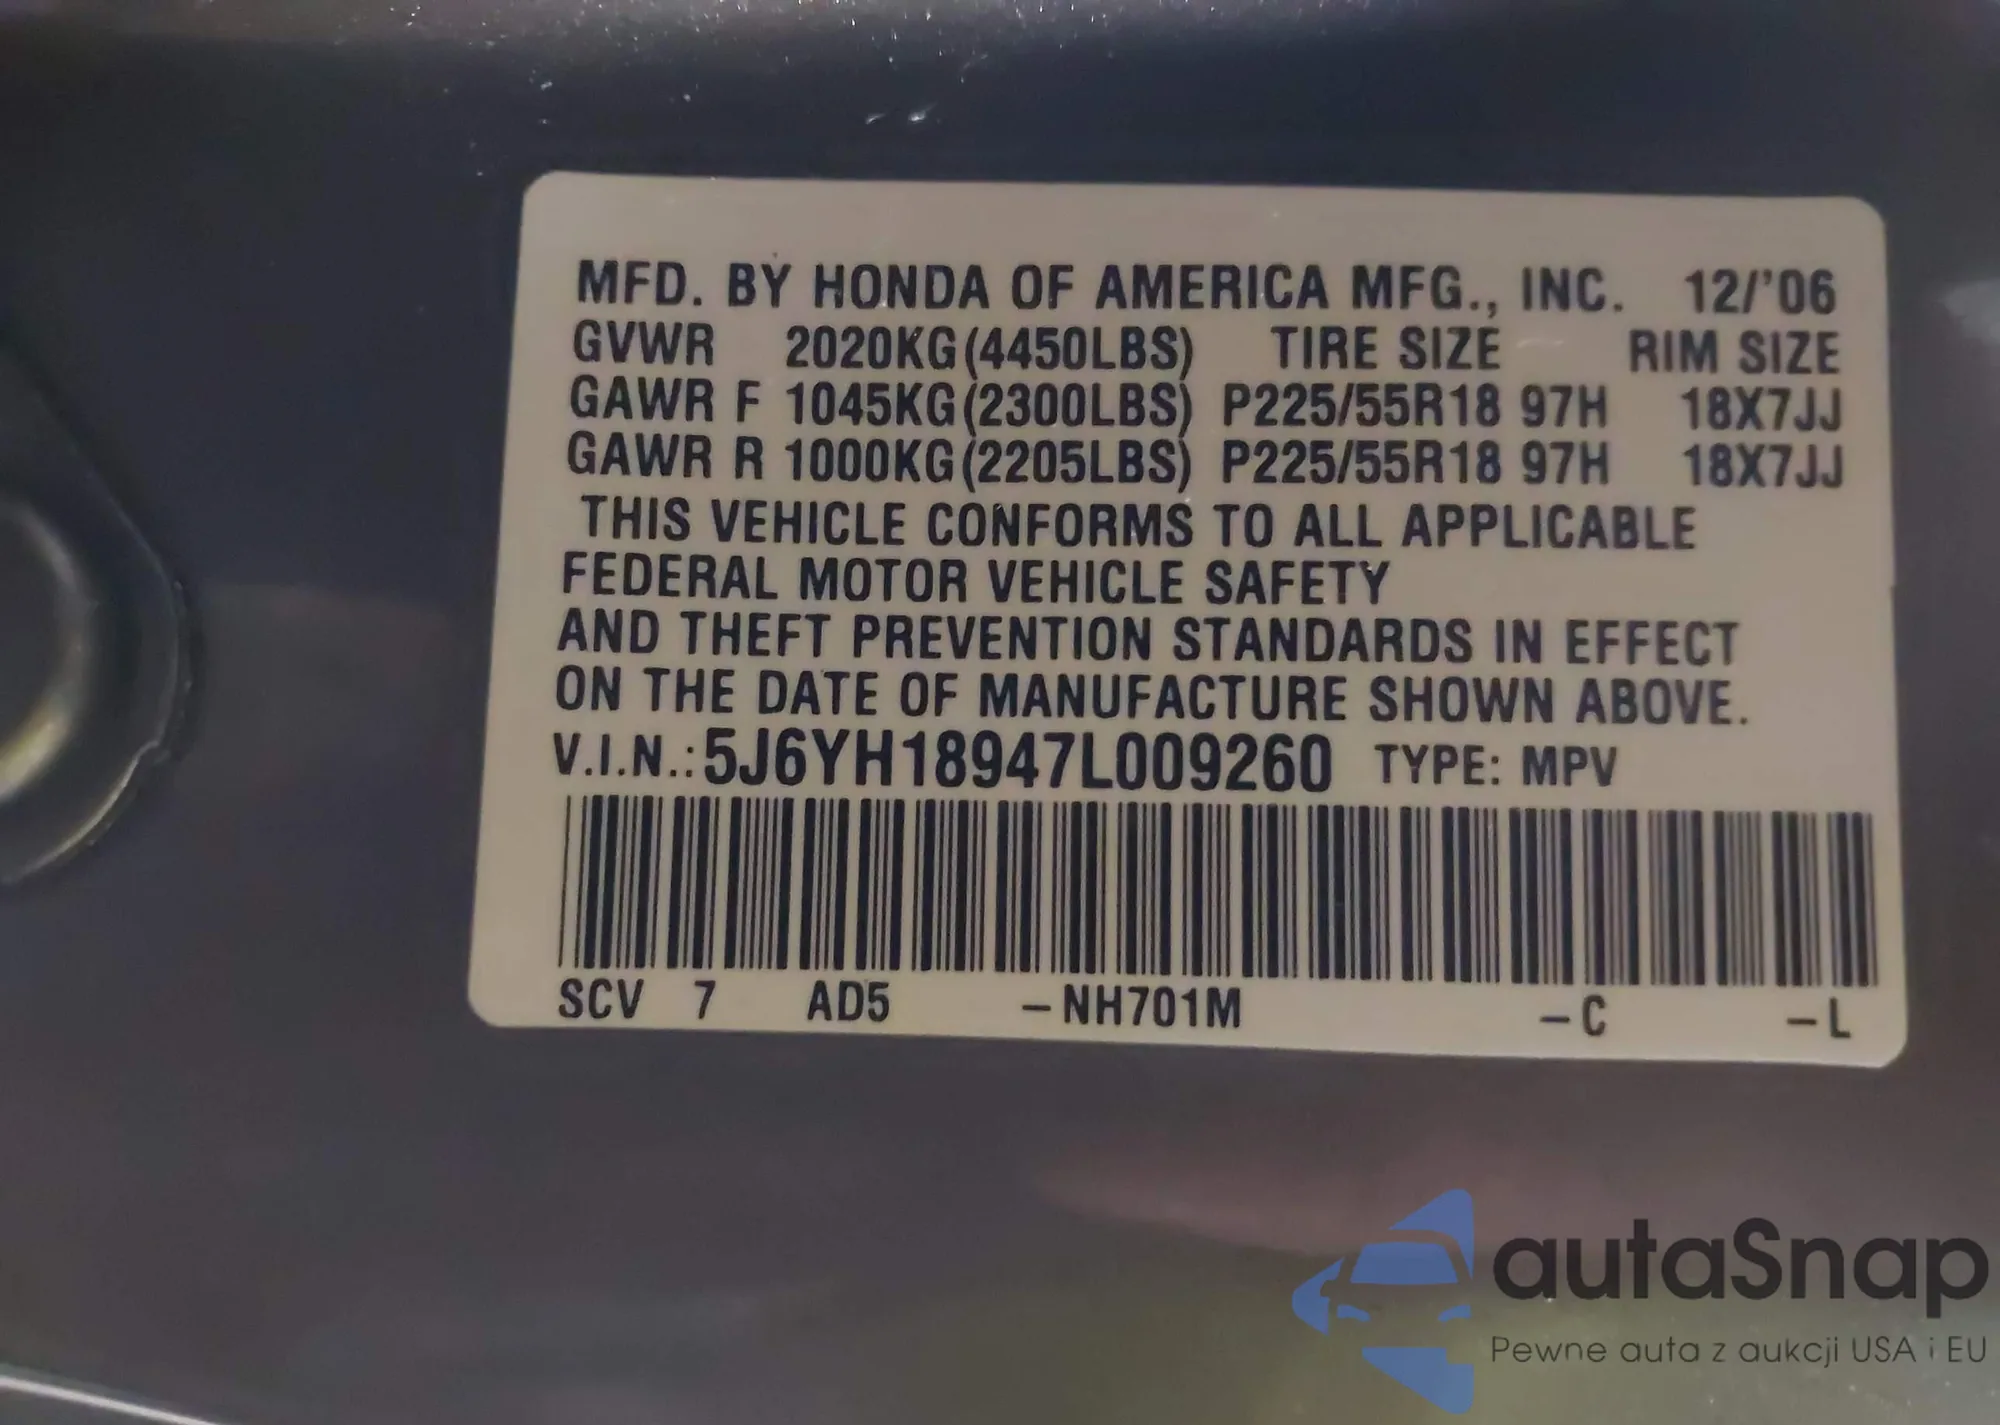 MFD. BY HONDA OF AMERICA MFG., INC. 12/'06
GVWR 2020KG(4450LBS) TIRE SIZE RIM SIZE
GAWR F 1045KG(2300LBS) P225/55R18 97H 18X7JJ
GAWR R 1000KG(2205LBS) P225/55R18 97H 18X7JJ
THIS VEHICLE CONFORMS TO ALL APPLICABLE
FEDERAL MOTOR VEHICLE SAFETY
AND THEFT PREVENTION STANDARDS IN EFFECT
ON THE DATE OF MANUFACTURE SHOWN ABOVE.
V.I.N.:5J6YH18947L009260 TYPE: MPV
SCV 7 AD5 -NH701M -C -L
autaSnap
Pewne auta z aukcji USA i EU